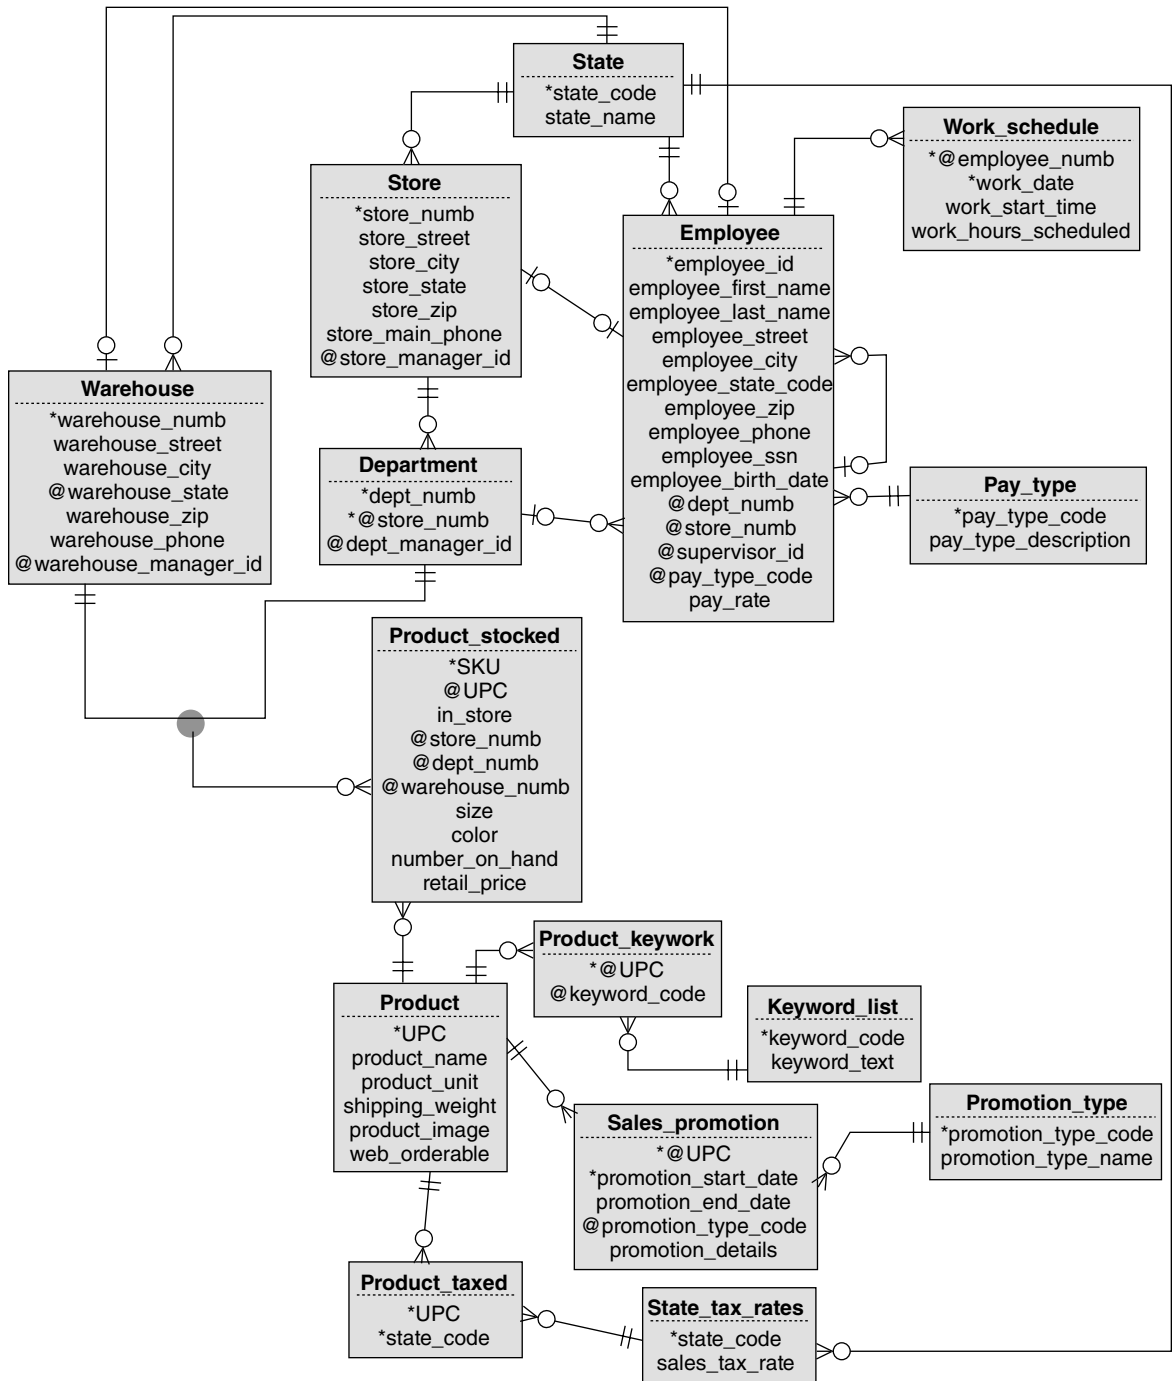 State
*state_code
state_name
Work_schedule
*@employee_numb
*work_date
work_start_time
work_hours_scheduled
Store
*store_numb
store_street
store_city
store_state
store_zip
store_main_phone
@store_manager_id
Employee
*employee_id
employee_first_name
employee_last_name
employee_street
employee_city
employee_state_code
employee_zip
employee_phone
employee_ssn
employee_birth_date
@dept_numb
@store_numb
@supervisor_id
@pay_type_code
pay_rate
Warehouse
*warehouse_numb
warehouse_street
warehouse_city
@warehouse_state
warehouse_zip
warehouse_phone
@warehouse_manager_id
Department
*dept_numb
*@store_numb
@dept_manager_id
Pay_type
*pay_type_code
pay_type_description
Product_stocked
*SKU
@UPC
in_store
@store_numb
@dept_numb
@warehouse_numb
size
color
number_on_hand
retail_price
Product_keywork
*@UPC
@keyword_code
Product
*UPC
product_name
product_unit
shipping_weight
product_image
web_orderable
Keyword_list
*keyword_code
keyword_text
Sales_promotion
*@UPC
*promotion_start_date
promotion_end_date
@promotion_type_code
promotion_details
Promotion_type
*promotion_type_code
promotion_type_name
Product_taxed
*UPC
*state_code
State_tax_rates
*state_code
sales_tax_rate